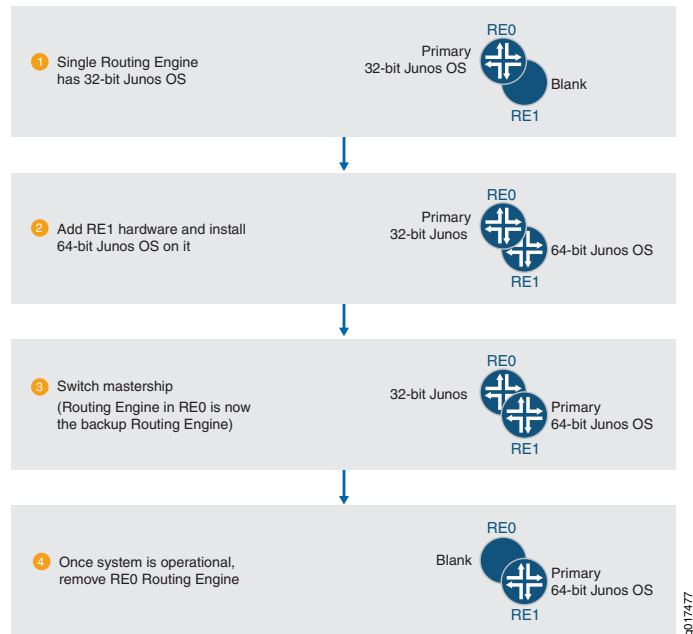 1 Single Routing Engine
has 32-bit Junos OS
RE0
Primary
32-bit Junos OS
Blank
RE1
2 Add RE1 hardware and install
64-bit Junos OS on it
RE0
Primary
32-bit Junos
64-bit Junos OS
RE1
3 Switch mastership
(Routing Engine in RE0 is now
the backup Routing Engine)
RE0
32-bit Junos
Primary
64-bit Junos OS
RE1
4 Once system is operational,
remove RE0 Routing Engine
RE0
Blank
Primary
64-bit Junos OS
RE1
g017477